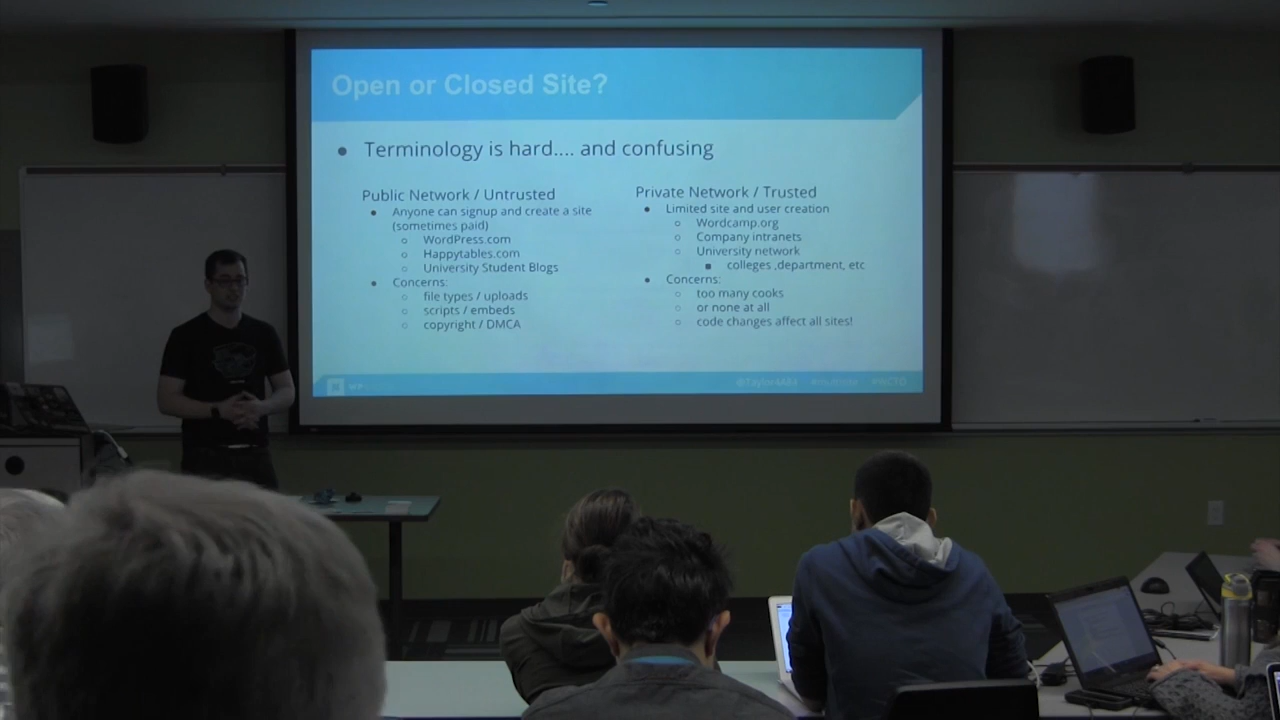 Open or Closed Site?
Terminology is hard.... and confusing
Public Network / Untrusted
Anyone can signup and create a site
(sometimes paid)
WordPress.com
Happytables.com
University Student Blogs
Concerns:
file types / uploads
scripts / embeds
copyright / DMCA
Private Network / Trusted
Limited site and user creation
Wordcamp.org
Company intranets
University network
colleges ,department, etc
Concerns:
too many cooks
or none at all
code changes affect all sites!
#WCTO